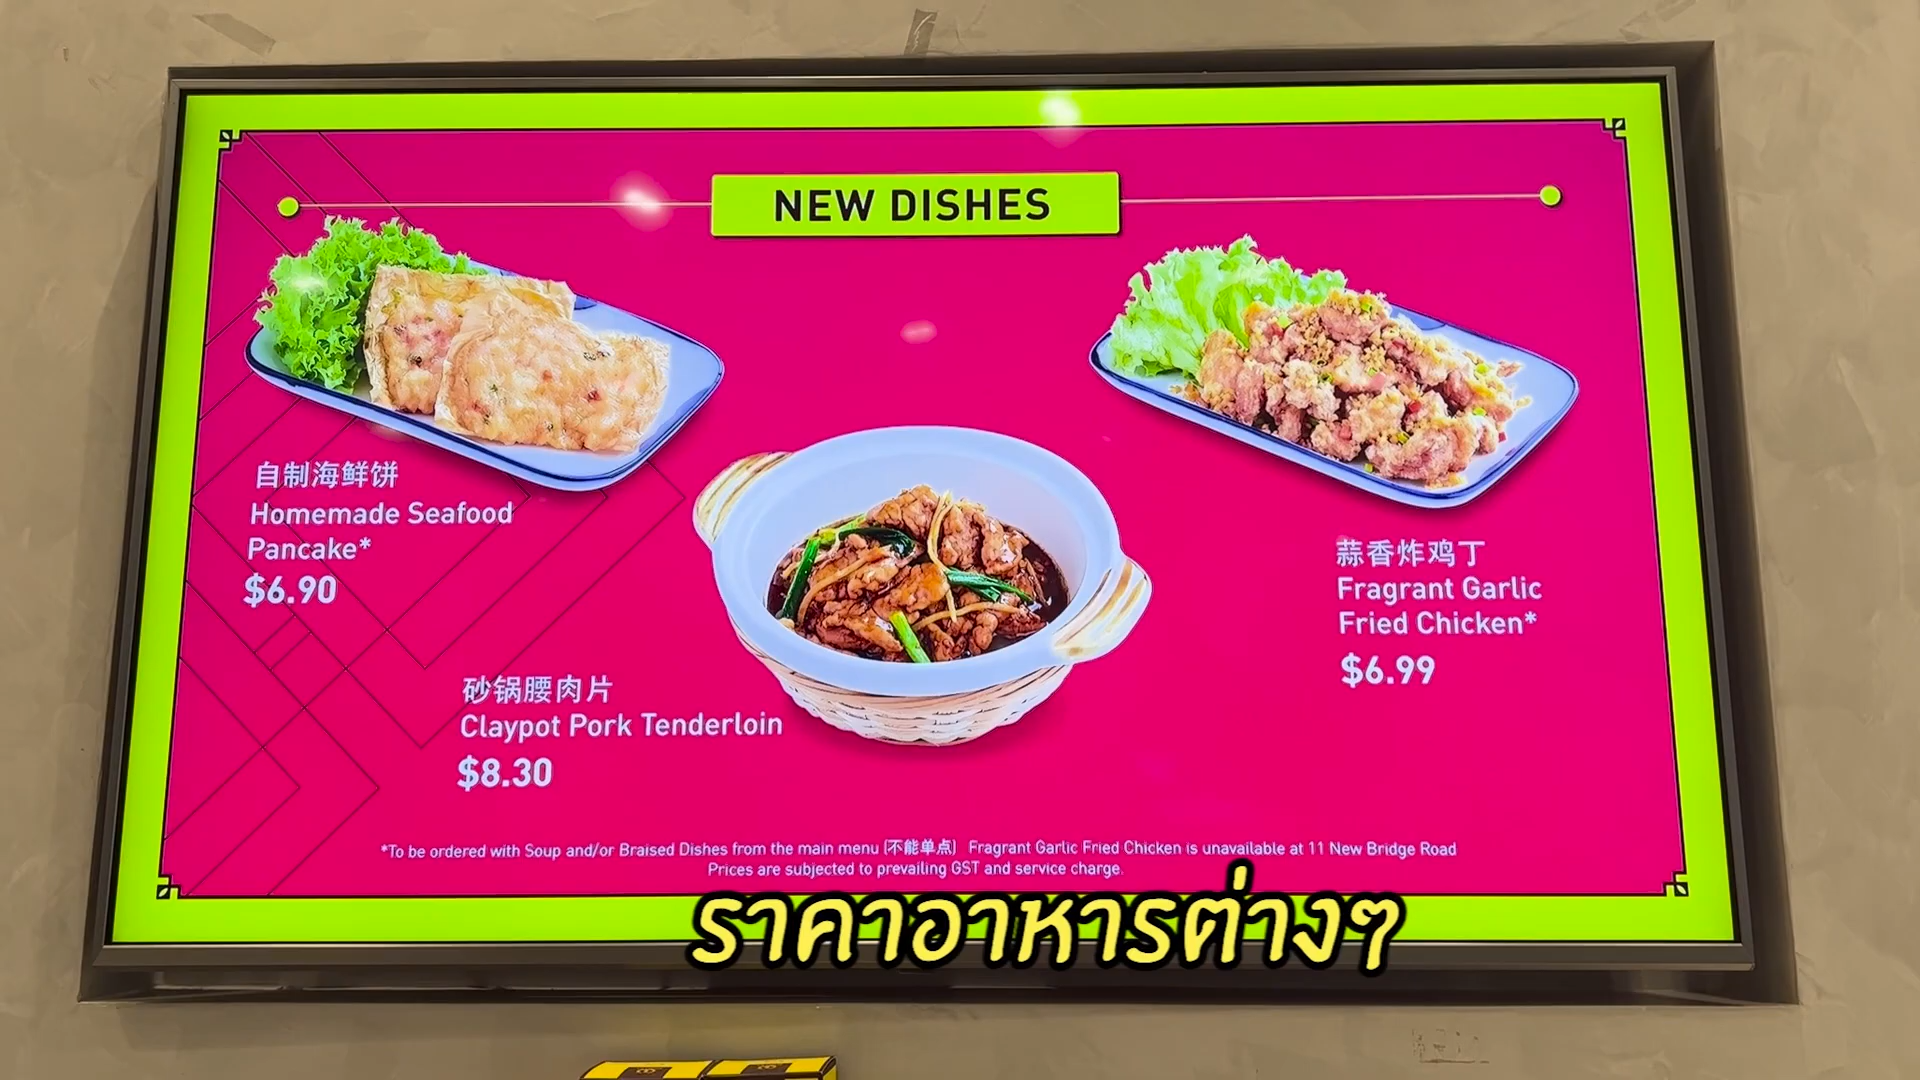 NEW DISHES
自制海鲜饼
Homemade Seafood
Pancake*
$6.90
蒜香炸鸡丁
Fragrant Garlic
Fried Chicken*
$6.99
砂锅腰肉片
Claypot Pork Tenderloin
$8.30
*To be ordered with Soup and/or Braised Dishes from the main menu (不能单点) Fragrant Garlic Fried Chicken is unavailable at 11 New Bridge Road
Prices are subjected to prevailing GST and service charge.
ราคาอาหารต่างๆ